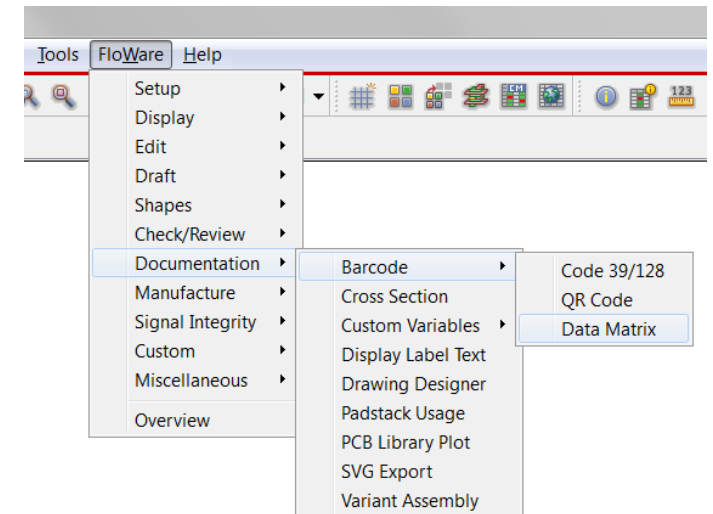 Tools FloWare Help
Setup
Display
Edit
Draft
Shapes
Check/Review
Documentation
Manufacture
Signal Integrity
Custom
Miscellaneous
Overview
Barcode
Cross Section
Custom Variables
Display Label Text
Drawing Designer
Padstack Usage
PCB Library Plot
SVG Export
Variant Assembly
Code 39/128
QR Code
Data Matrix
CM
123